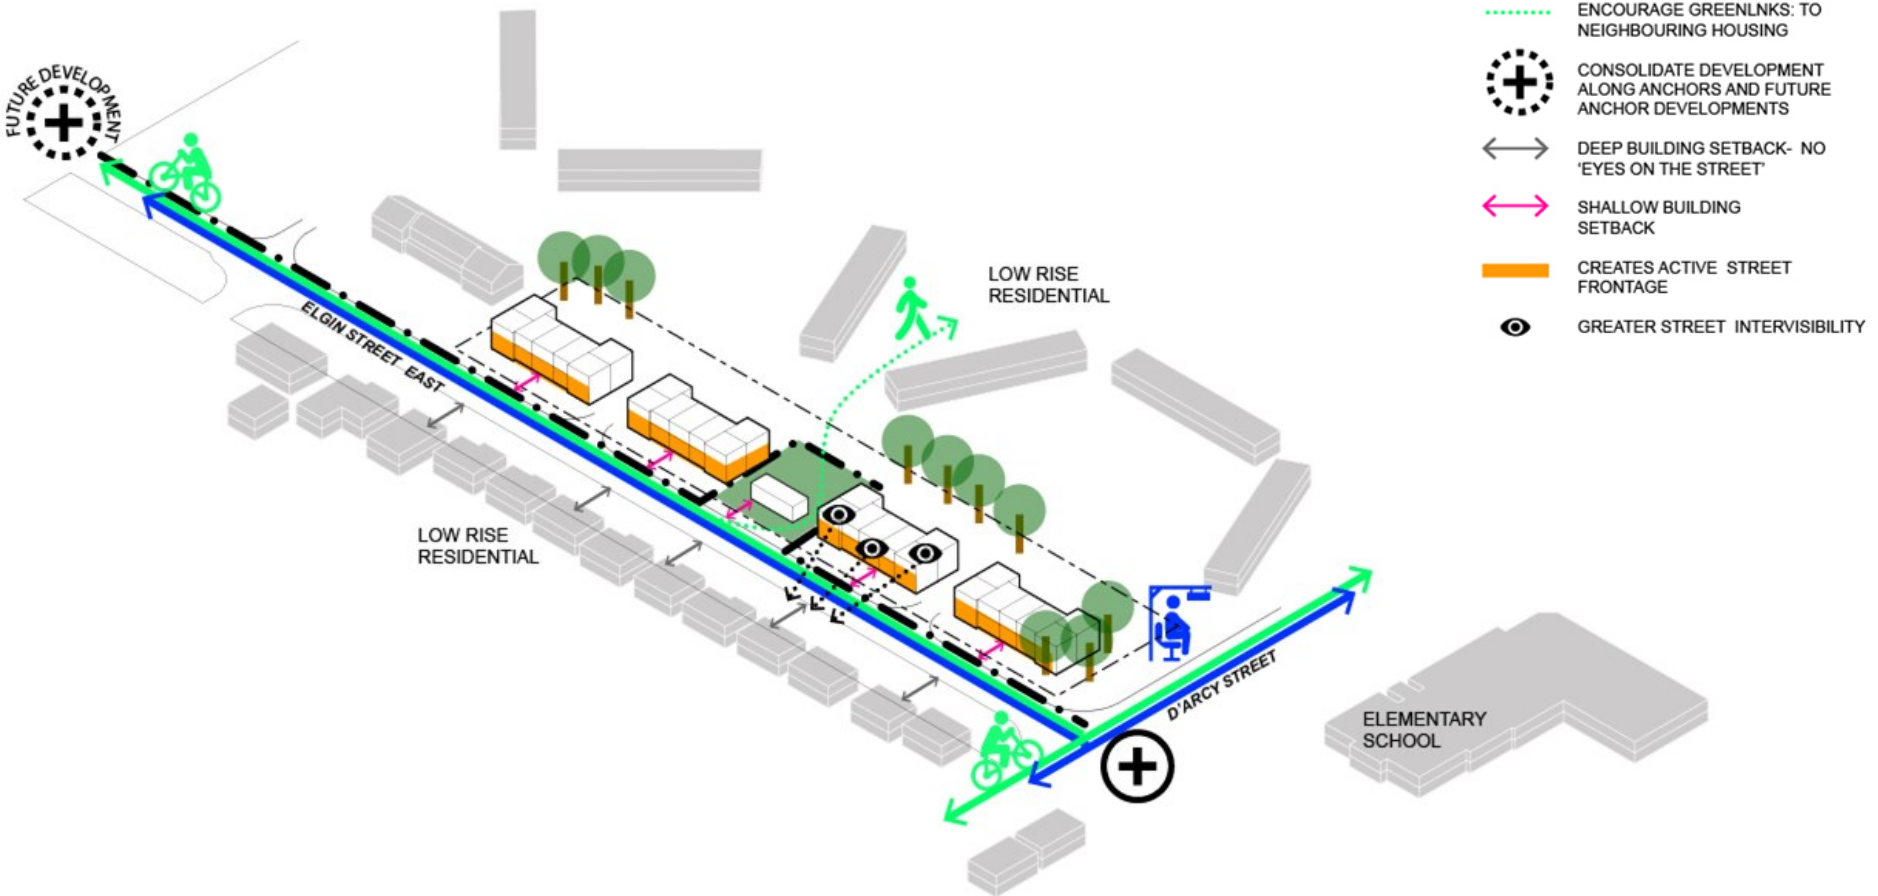 FUTURE DEVELOPMENT
ELGIN STREET EAST
LOW RISE
RESIDENTIAL
LOW RISE
RESIDENTIAL
D'ARCY STREET
ELEMENTARY
SCHOOL
ENCOURAGE GREENLNKS: TO
NEIGHBOURING HOUSING
CONSOLIDATE DEVELOPMENT
ALONG ANCHORS AND FUTURE
ANCHOR DEVELOPMENTS
DEEP BUILDING SETBACK- NO
'EYES ON THE STREET'
SHALLOW BUILDING
SETBACK
CREATES ACTIVE STREET
FRONTAGE
GREATER STREET INTERVISIBILITY